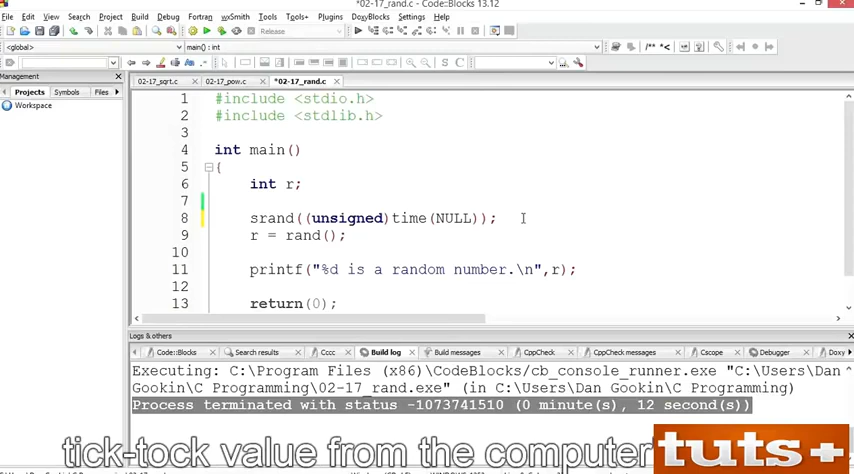 *02-17_rand.c - Code::Blocks 13.12
File Edit View Search Project Build Debug Fortran wxSmith Tools Tools+ Plugins DoxyBlocks Settings Help
Release
<global> main() : int
/** *<
Management
Projects Symbols Files
Workspace
02-17_sqrt.c 02-17_pow.c *02-17_rand.c
1 #include <stdio.h>
2 #include <stdlib.h>
3
4 int main()
5 {
6 int r;
7
8 srand((unsigned)time(NULL));
9 r = rand();
10
11 printf("%d is a random number.\n",r);
12
13 return(0);
Logs & others
Code::Blocks Search results Cccc Build log Build messages CppCheck CppCheck messages Cscope Debugger Doxy
Executing: C:\Program Files (x86)\CodeBlocks/cb_console_runner.exe "C:\Users\Dan
Gookin\C Programming\02-17_rand.exe" (in C:\Users\Dan Gookin\C Programming)
Process terminated with status -1073741510 (0 minute(s), 12 second(s))
tick-tock value from the computer
tuts+